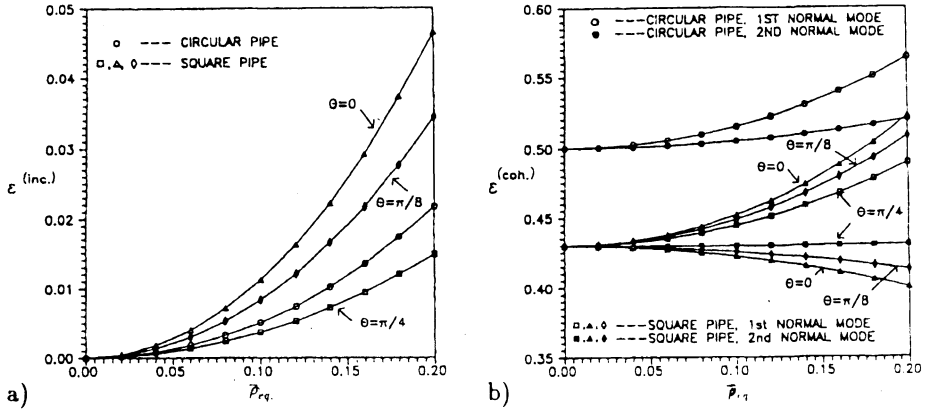 0.05
0.04
0.03
0.02
0.01
0.00
ε (inc.)
○ --- CIRCULAR PIPE
□,△,◊ --- SQUARE PIPE
θ=0
θ=π/8
θ=π/4
0.00 0.05 0.10 0.15 0.20
ρ̄ eq.
a)
0.60
0.55
0.50
0.45
0.40
0.35
ε (coh.)
○ ---CIRCULAR PIPE, 1ST NORMAL MODE
● ---CIRCULAR PIPE, 2ND NORMAL MODE
θ=π/8
θ=0
θ=π/4
θ=0
θ=π/8
□,△,◊ ---SQUARE PIPE, 1st NORMAL MODE
■,▲,♦ ---SQUARE PIPE, 2nd NORMAL MODE
0.00 0.05 0.10 0.15 0.20
b)